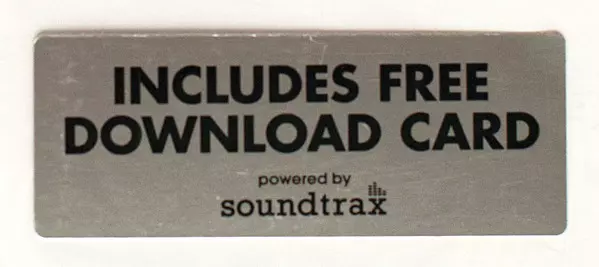 INCLUDES FREE
DOWNLOAD CARD
powered by
soundtrax